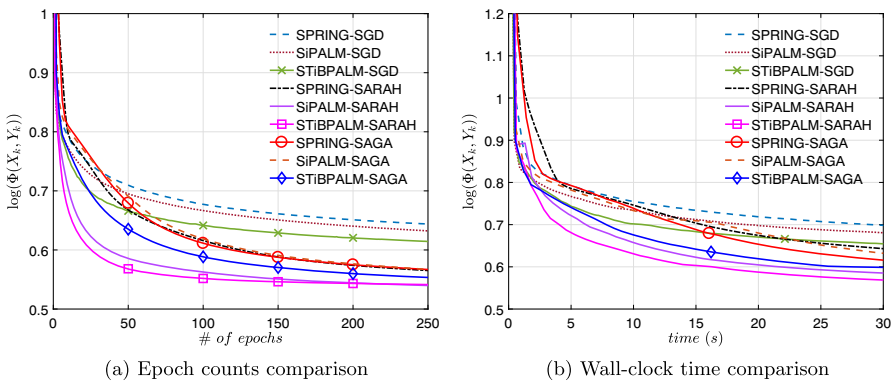 1
0.9
0.8
0.7
0.6
0.5
log(Φ(X_k, Y_k))
0
50
100
150
200
250
# of epochs
SPRING-SGD
SiPALM-SGD
STiBPALM-SGD
SPRING-SARAH
SiPALM-SARAH
STiBPALM-SARAH
SPRING-SAGA
SiPALM-SAGA
STiBPALM-SAGA
(a) Epoch counts comparison
1.2
1.1
1
0.9
0.8
0.7
0.6
0.5
log(Φ(X_k, Y_k))
0
5
10
15
20
25
30
time (s)
SPRING-SGD
SiPALM-SGD
STiBPALM-SGD
SPRING-SARAH
SiPALM-SARAH
STiBPALM-SARAH
SPRING-SAGA
SiPALM-SAGA
STiBPALM-SAGA
(b) Wall-clock time comparison